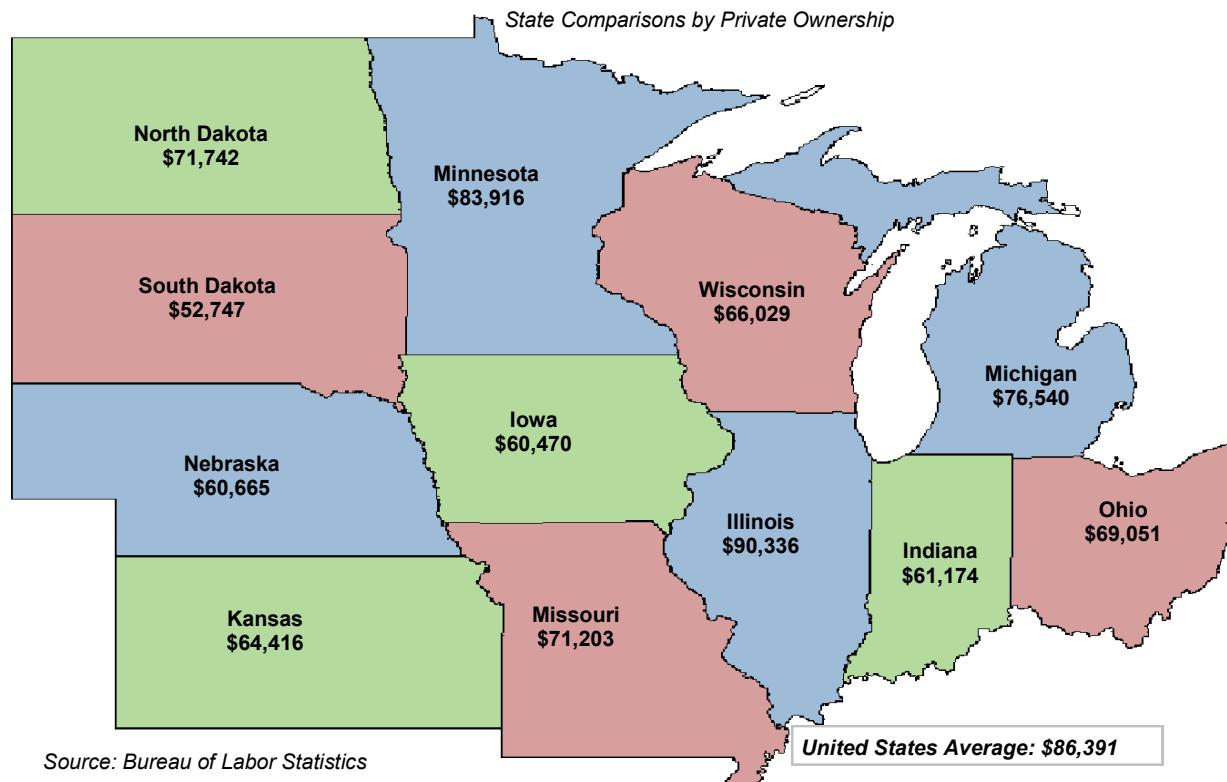 State Comparisons by Private Ownership
North Dakota
$71,742
Minnesota
$83,916
South Dakota
$52,747
Wisconsin
$66,029
Michigan
$76,540
Iowa
$60,470
Nebraska
$60,665
Illinois
$90,336
Ohio
$69,051
Indiana
$61,174
Kansas
$64,416
Missouri
$71,203
United States Average: $86,391
Source: Bureau of Labor Statistics